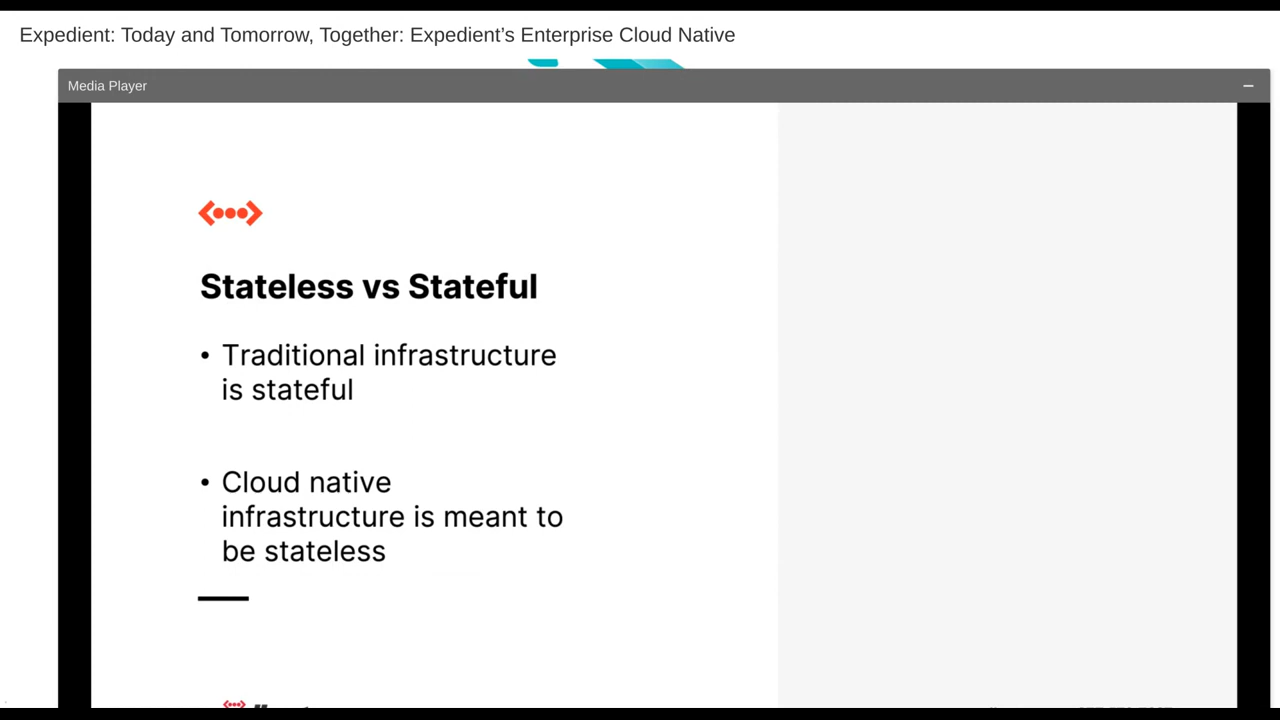 Expedient: Today and Tomorrow, Together: Expedient’s Enterprise Cloud Native
Media Player
Stateless vs Stateful
• Traditional infrastructure
is stateful
• Cloud native
infrastructure is meant to
be stateless